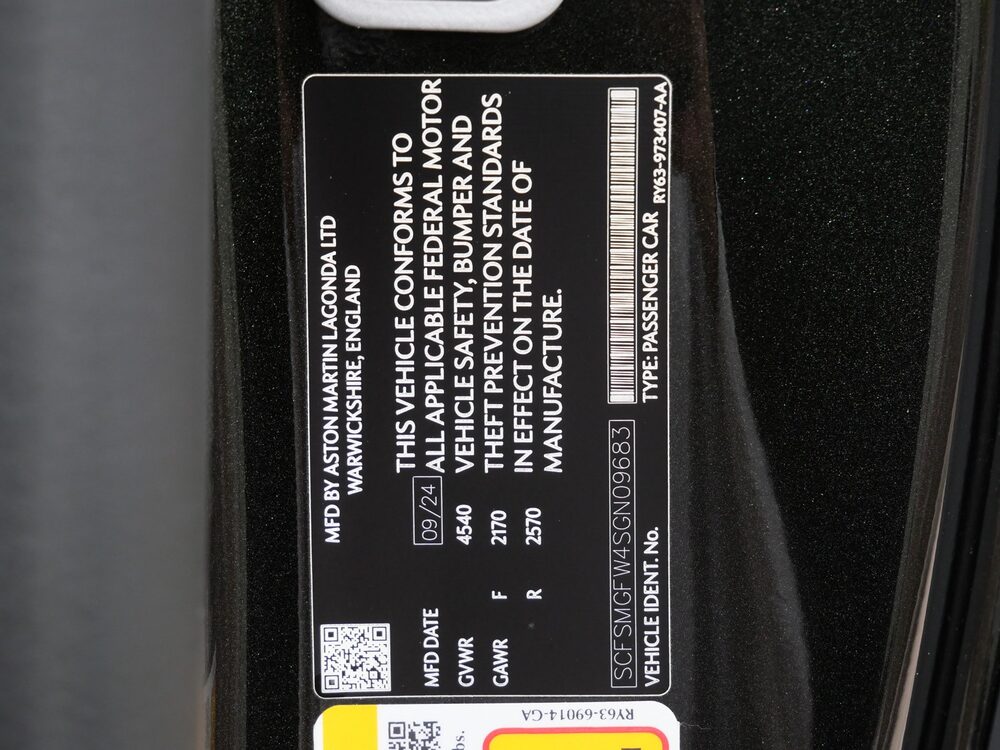 MFD BY ASTON MARTIN LAGONDA LTD
WARWICKSHIRE, ENGLAND
MFD DATE 09/24
GVWR 4540
GAWR F 2170
R 2570
THIS VEHICLE CONFORMS TO
ALL APPLICABLE FEDERAL MOTOR
VEHICLE SAFETY, BUMPER AND
THEFT PREVENTION STANDARDS
IN EFFECT ON THE DATE OF
MANUFACTURE.
SCFSMGFW4SGN09683
VEHICLE IDENT. No.
TYPE: PASSENGER CAR
RY63-973407-AA
RY63-69014-GA
bs.